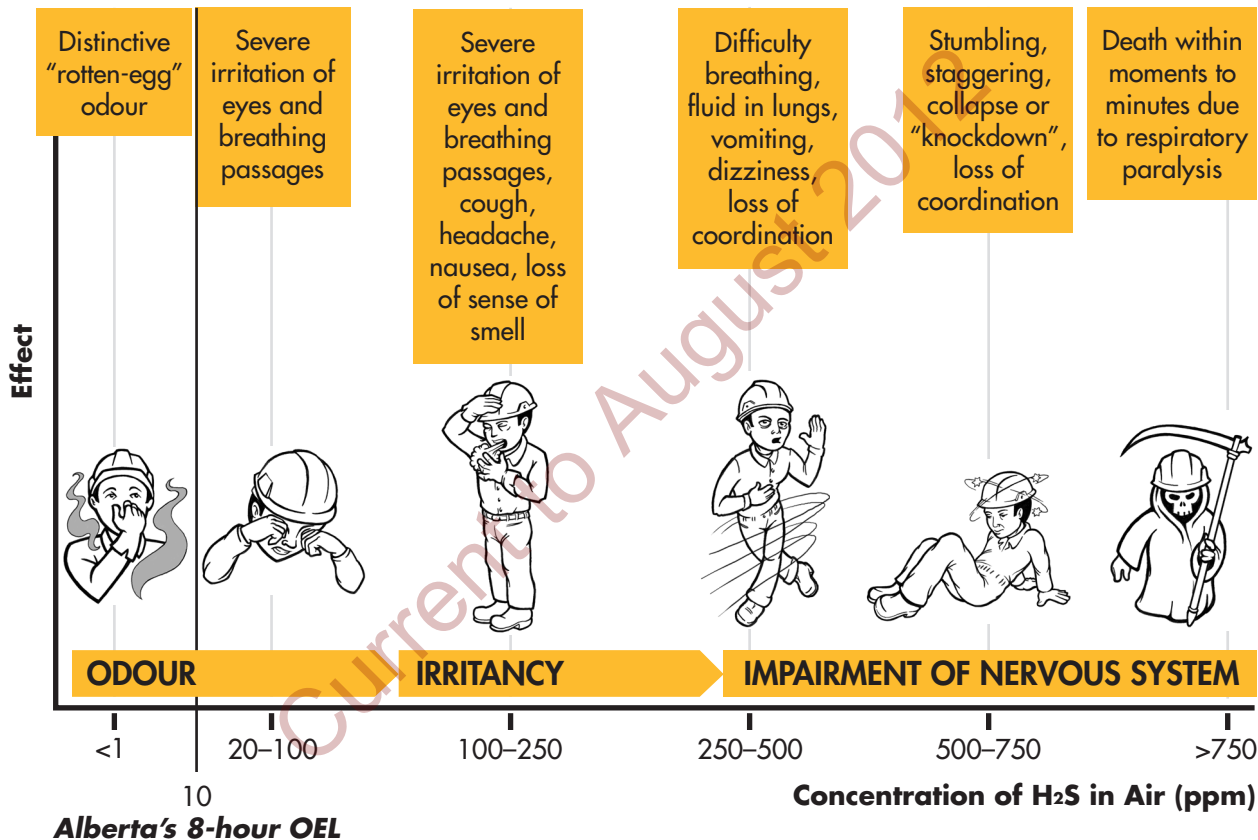 Distinctive
“rotten-egg”
odour
Severe
irritation of
eyes and
breathing
passages
Severe
irritation of
eyes and
breathing
passages,
cough,
headache,
nausea, loss
of sense of
smell
Difficulty
breathing,
fluid in lungs,
vomiting,
dizziness,
loss of
coordination
Stumbling,
staggering,
collapse or
“knockdown”,
loss of
coordination
Death within
moments to
minutes due
to respiratory
paralysis
Effect
Current to August 2012
ODOUR
IRRITANCY
IMPAIRMENT OF NERVOUS SYSTEM
<1
20–100
100–250
250–500
500–750
>750
10
Alberta’s 8-hour OEL
Concentration of H2S in Air (ppm)